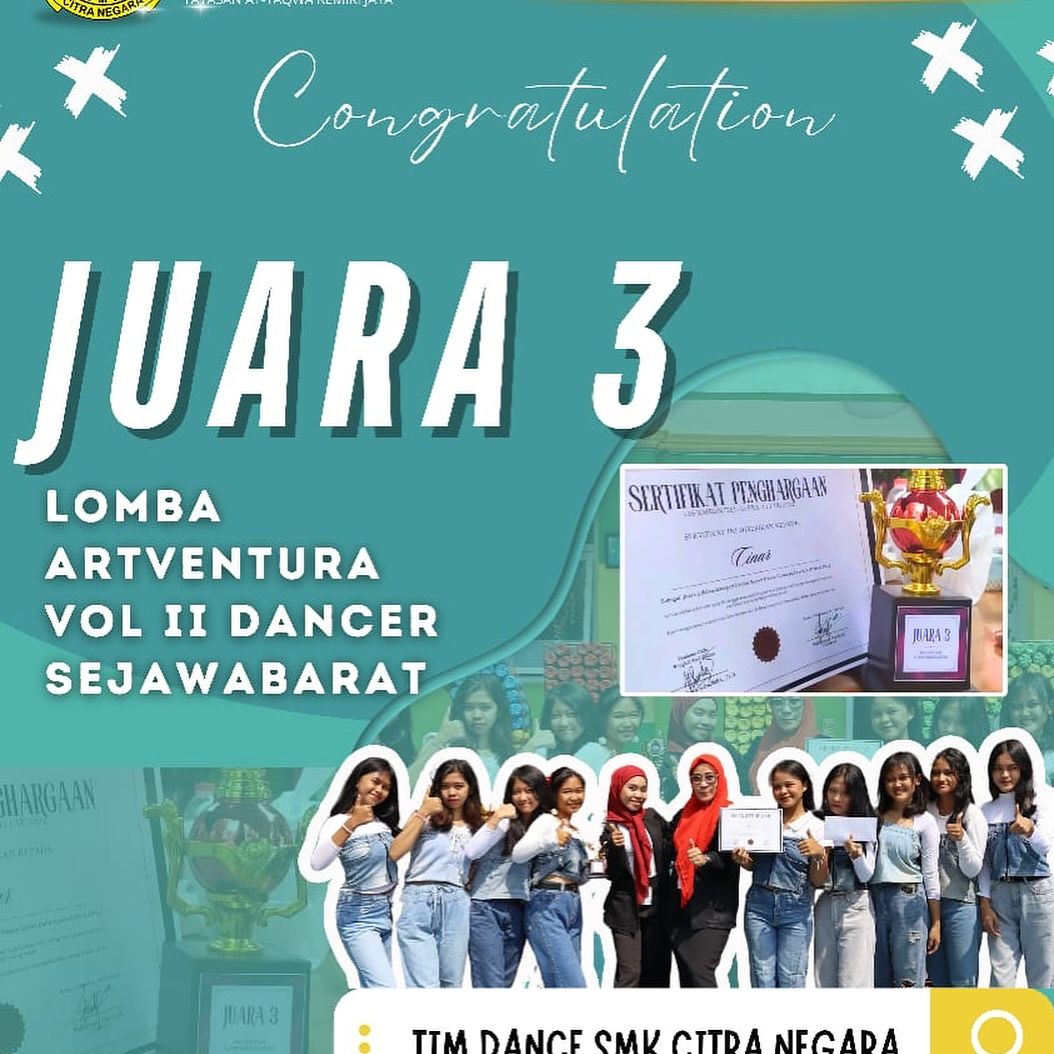 CITRA NEGARA
YAYASAN AT-TAQWA KEMIRI JAYA
Congratulation
JUARA 3
LOMBA
ARTVENTURA
VOL II DANCER
SEJAWABARAT
SERTIFIKAT PENGHARGAAN
Cinar
JUARA 3
HARGAAN
JUARA 3
TIM DANCE SMK CITRA NEGARA